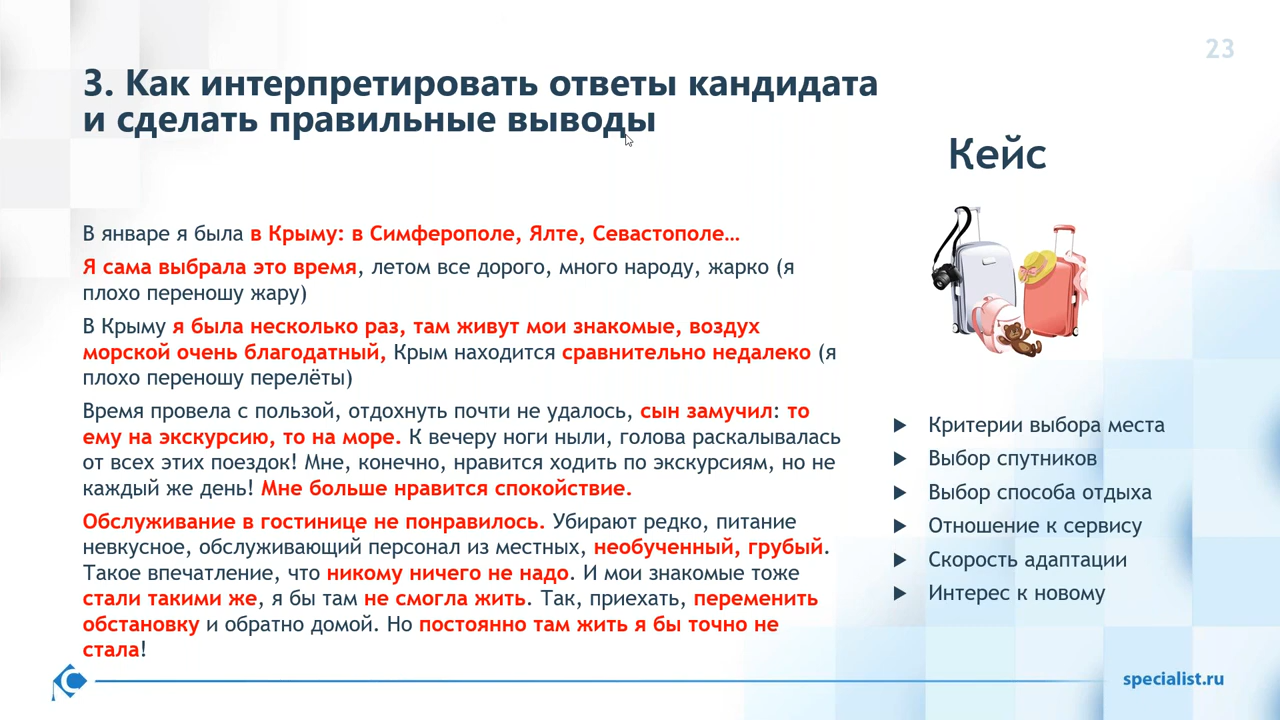 23
3. Как интерпретировать ответы кандидата
и сделать правильные выводы
Кейс
В январе я была в Крыму: в Симферополе, Ялте, Севастополе…
Я сама выбрала это время, летом все дорого, много народу, жарко (я
плохо переношу жару)
В Крыму я была несколько раз, там живут мои знакомые, воздух
морской очень благодатный, Крым находится сравнительно недалеко (я
плохо переношу перелёты)
Время провела с пользой, отдохнуть почти не удалось, сын замучил: то
ему на экскурсию, то на море. К вечеру ноги ныли, голова раскалывалась
от всех этих поездок! Мне, конечно, нравится ходить по экскурсиям, но не
каждый же день! Мне больше нравится спокойствие.
Обслуживание в гостинице не понравилось. Убирают редко, питание
невкусное, обслуживающий персонал из местных, необученный, грубый.
Такое впечатление, что никому ничего не надо. И мои знакомые тоже
стали такими же, я бы там не смогла жить. Так, приехать, переменить
обстановку и обратно домой. Но постоянно там жить я бы точно не
стала!
Критерии выбора места
Выбор спутников
Выбор способа отдыха
Отношение к сервису
Скорость адаптации
Интерес к новому
specialist.ru